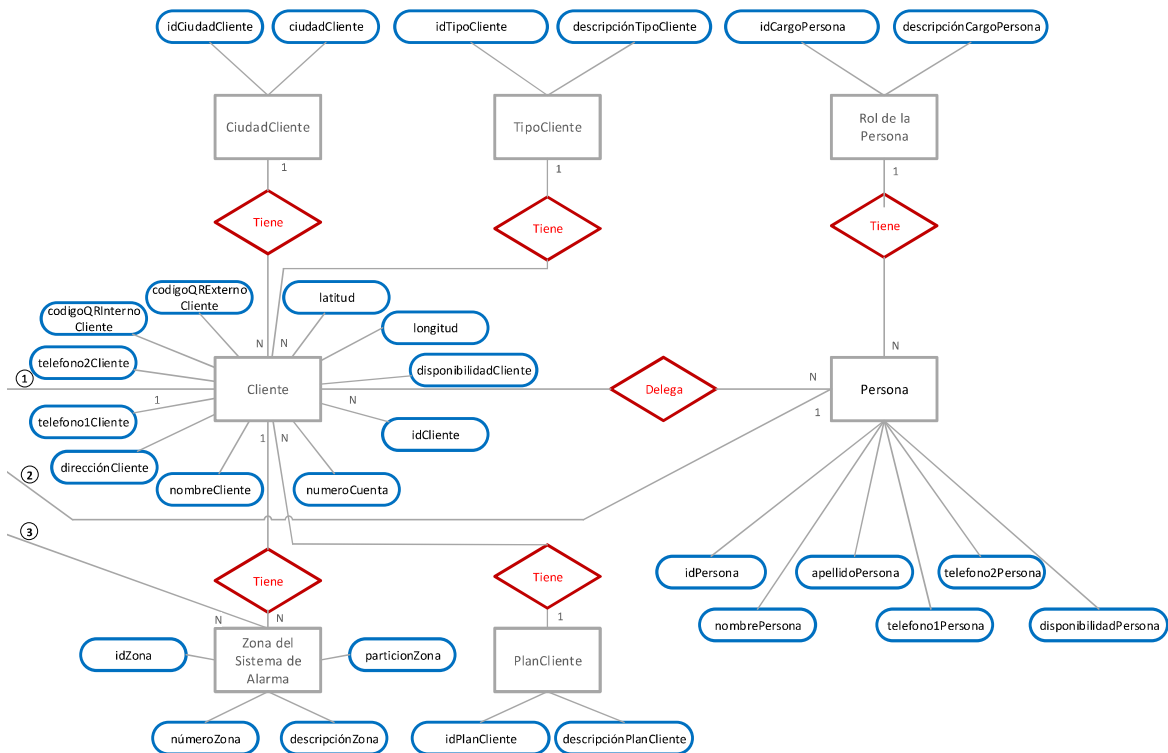 idCiudadCliente
ciudadCliente
idTipoCliente
descripciónTipoCliente
idCargoPersona
descripciónCargoPersona
CiudadCliente
TipoCliente
Rol de la
Persona
1
1
1
Tiene
Tiene
Tiene
codigoQRExterno
Cliente
latitud
codigoQRInterno
Cliente
longitud
N
N
N
telefono2Cliente
disponibilidadCliente
1
Cliente
Delega
N
Persona
1
N
1
telefono1Cliente
idCliente
1
N
direcciónCliente
2
nombreCliente
numeroCuenta
3
Tiene
Tiene
idPersona
apellidoPersona
telefono2Persona
N
N
1
nombrePersona
telefono1Persona
disponibilidadPersona
idZona
Zona del
Sistema de
Alarma
particionZona
PlanCliente
númeroZona
descripciónZona
idPlanCliente
descripciónPlanCliente